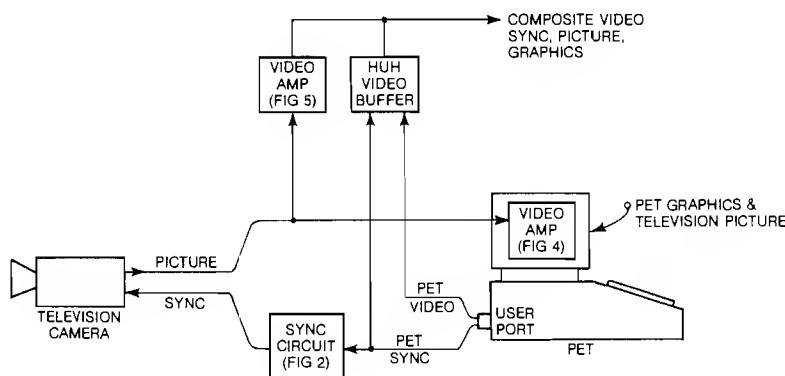 COMPOSITE VIDEO
SYNC, PICTURE,
GRAPHICS
VIDEO
AMP
(FIG 5)
HUH
VIDEO
BUFFER
VIDEO
AMP
(FIG 4)
PET GRAPHICS &
TELEVISION PICTURE
PICTURE
SYNC
TELEVISION
CAMERA
SYNC
CIRCUIT
(FIG 2)
PET
VIDEO
PET
SYNC
USER
PORT
PET